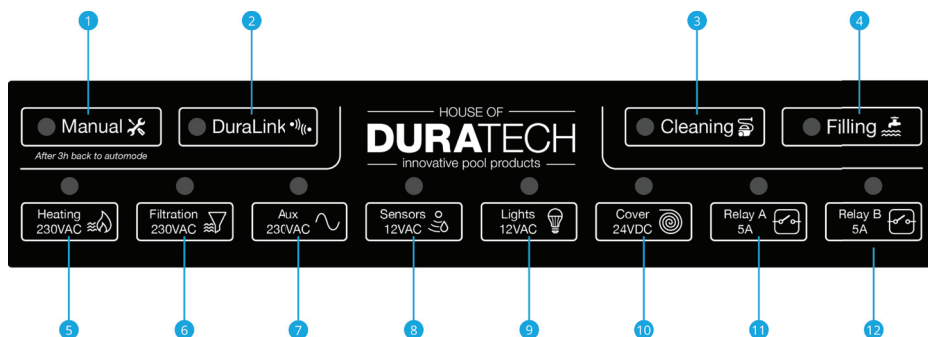 1
2
3
4
Manual
DuraLink
HOUSE OF
DURATECH
innovative pool products
Cleaning
Filling
After 3h back to automode
Heating
230VAC
Filtration
230VAC
Aux
230VAC
Sensors
12VAC
Lights
12VAC
Cover
24VDC
Relay A
5A
Relay B
5A
5
6
7
8
9
10
11
12